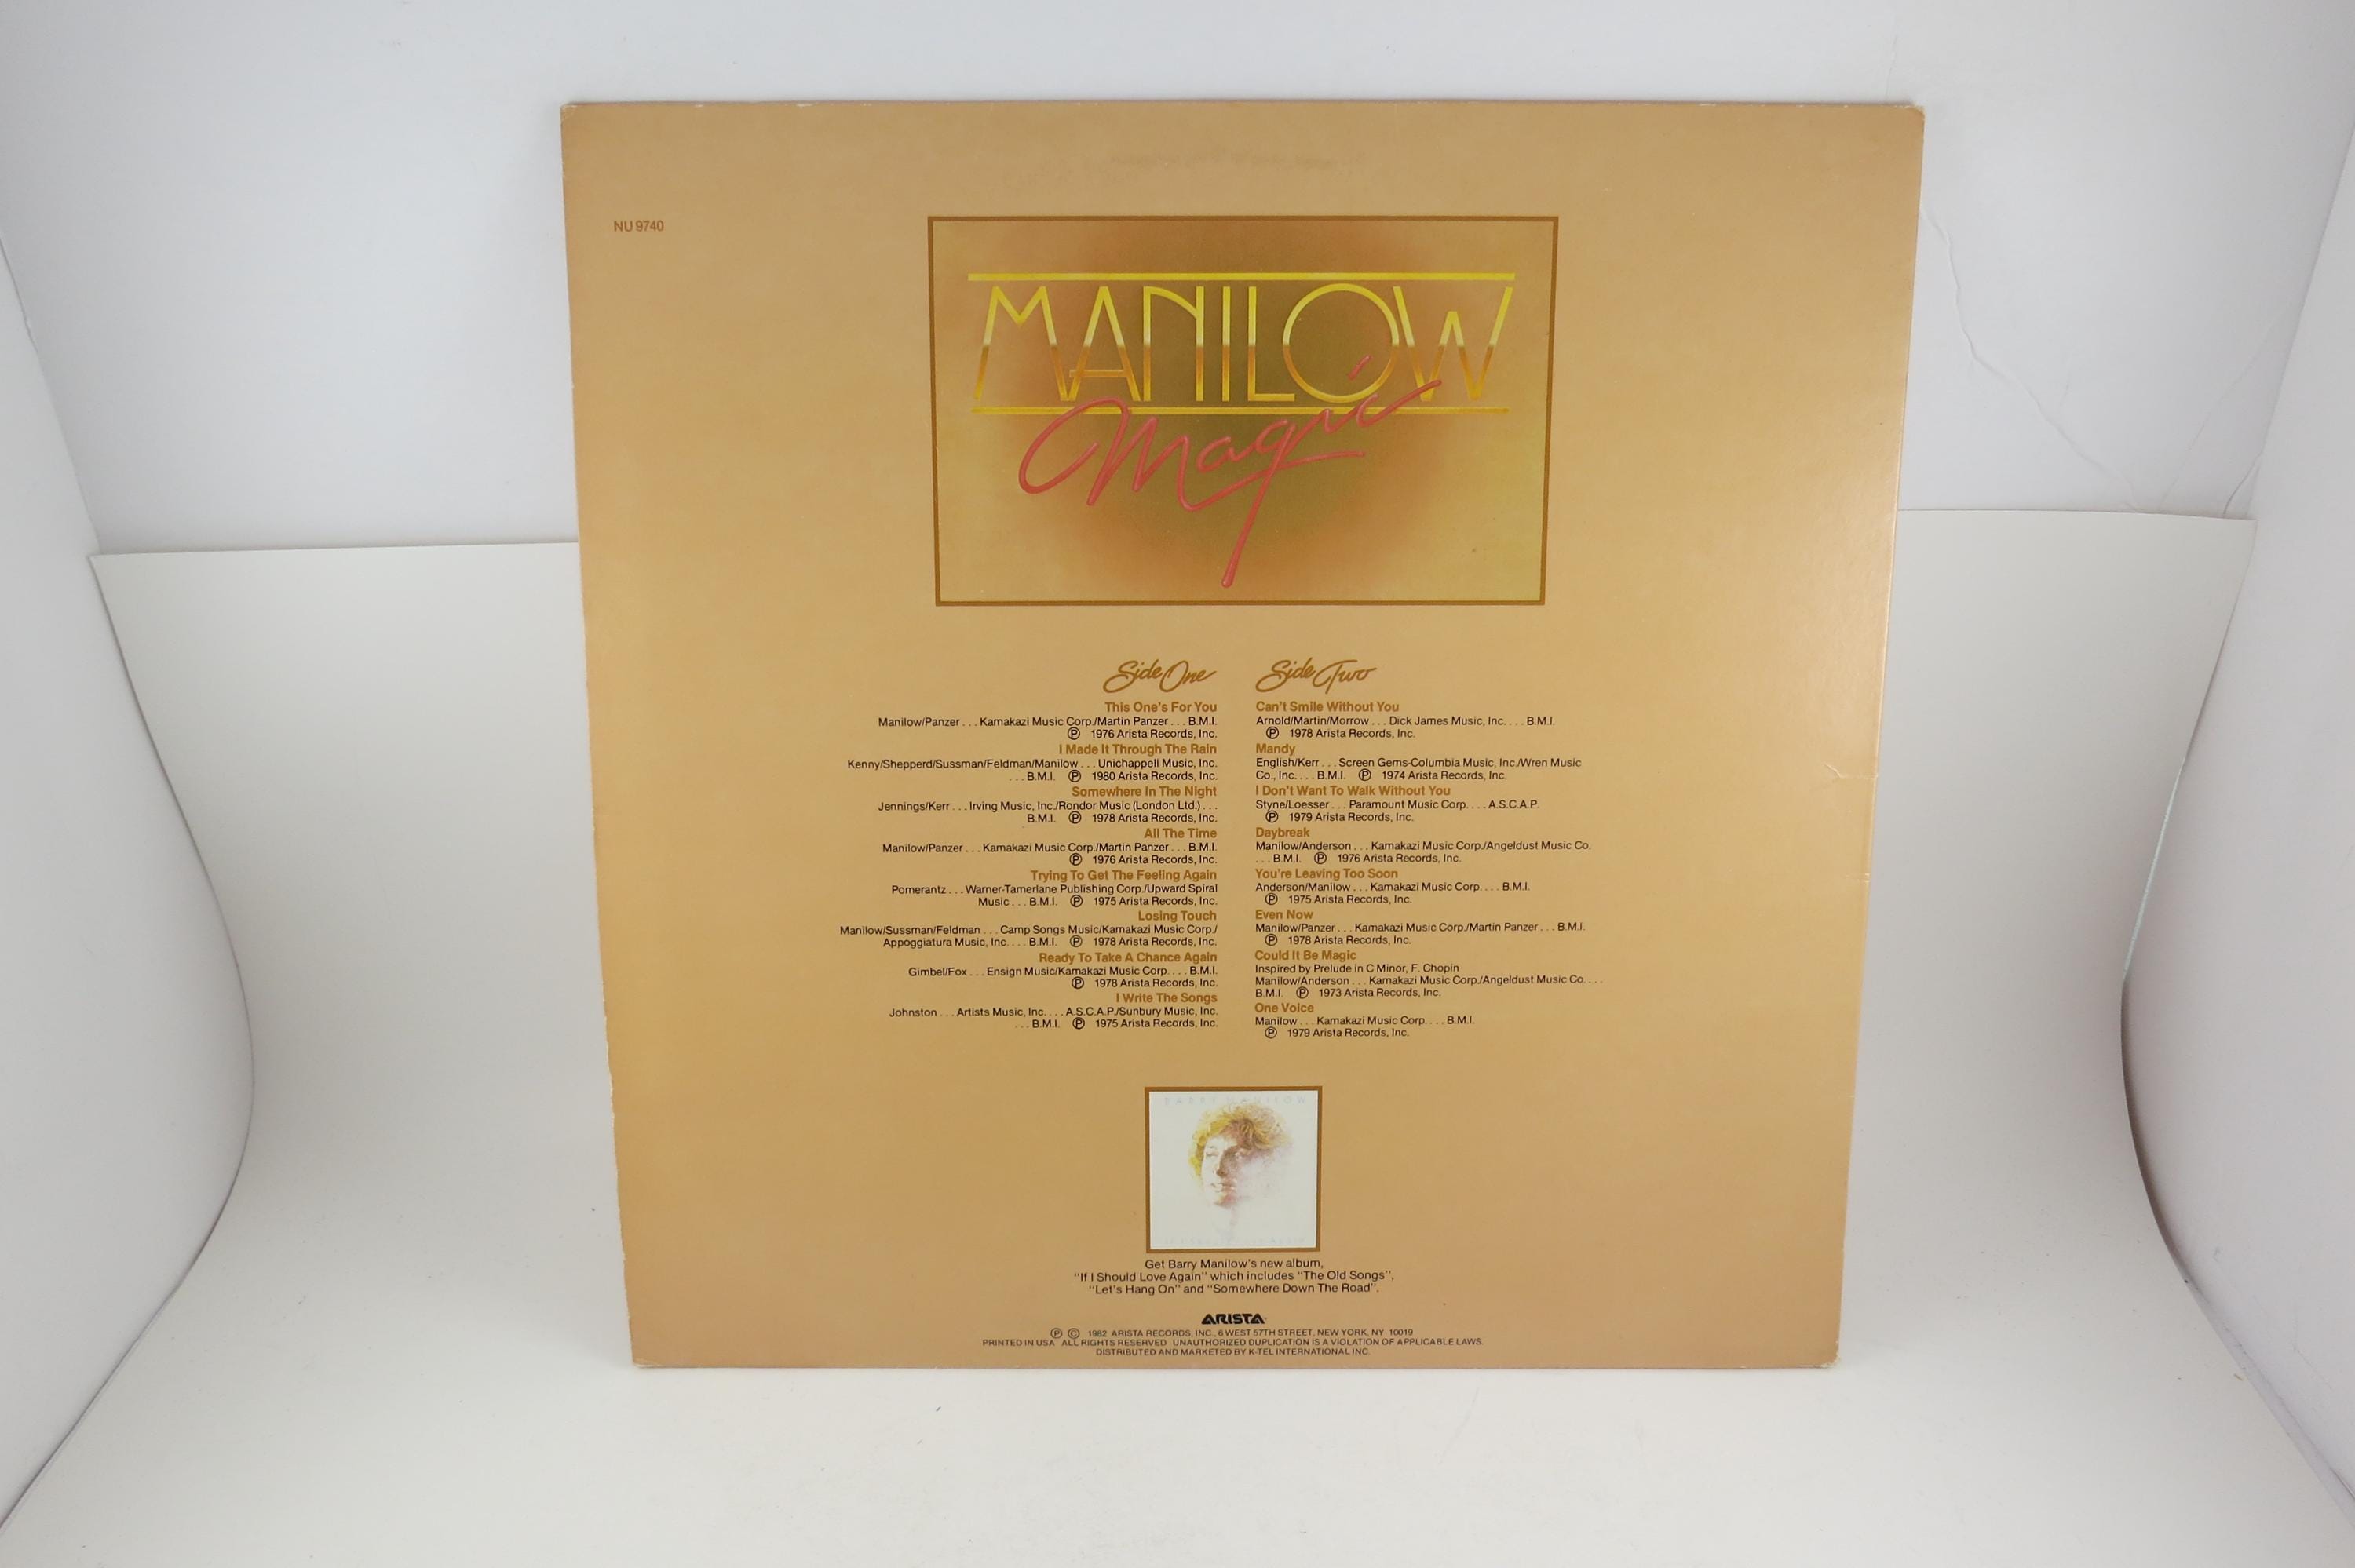 NU 9740
MANILOW
Magic
Side One
This One's For You
Manilow/Panzer . . . Kamakazi Music Corp./Martin Panzer . . . B.M.I.
Ⓟ 1976 Arista Records, Inc.
I Made It Through The Rain
Kenny/Shepperd/Sussman/Feldman/Manilow . . . Unichappell Music, Inc.
. . . B.M.I. Ⓟ 1980 Arista Records, Inc.
Somewhere In The Night
Jennings/Kerr . . . Irving Music, Inc./Rondor Music (London Ltd.) . . .
B.M.I. Ⓟ 1978 Arista Records, Inc.
All The Time
Manilow/Panzer . . . Kamakazi Music Corp./Martin Panzer . . . B.M.I.
Ⓟ 1976 Arista Records, Inc.
Trying To Get The Feeling Again
Pomerantz . . . Warner-Tamerlane Publishing Corp./Upward Spiral
Music . . . B.M.I. Ⓟ 1975 Arista Records, Inc.
Losing Touch
Manilow/Sussman/Feldman . . . Camp Songs Music/Kamakazi Music Corp./
Appoggiatura Music, Inc. . . . B.M.I. Ⓟ 1978 Arista Records, Inc.
Ready To Take A Chance Again
Gimbel/Fox . . . Ensign Music/Kamakazi Music Corp. . . . B.M.I.
Ⓟ 1978 Arista Records, Inc.
I Write The Songs
Johnston . . . Artists Music, Inc. . . . A.S.C.A.P./Sunbury Music, Inc.
. . . B.M.I. Ⓟ 1975 Arista Records, Inc.
Side Two
Can't Smile Without You
Arnold/Martin/Morrow . . . Dick James Music, Inc. . . . B.M.I.
Ⓟ 1978 Arista Records, Inc.
Mandy
English/Kerr . . . Screen Gems-Columbia Music, Inc./Wren Music
Co., Inc. . . . B.M.I. Ⓟ 1974 Arista Records, Inc.
I Don't Want To Walk Without You
Styne/Loesser . . . Paramount Music Corp. . . . A.S.C.A.P.
Ⓟ 1979 Arista Records, Inc.
Daybreak
Manilow/Anderson . . . Kamakazi Music Corp./Angeldust Music Co.
. . . B.M.I. Ⓟ 1976 Arista Records, Inc.
You're Leaving Too Soon
Anderson/Manilow . . . Kamakazi Music Corp. . . . B.M.I.
Ⓟ 1975 Arista Records, Inc.
Even Now
Manilow/Panzer . . . Kamakazi Music Corp./Martin Panzer . . . B.M.I.
Ⓟ 1978 Arista Records, Inc.
Could It Be Magic
Inspired by Prelude in C Minor, F. Chopin
Manilow/Anderson . . . Kamakazi Music Corp./Angeldust Music Co. . . .
B.M.I. Ⓟ 1973 Arista Records, Inc.
One Voice
Manilow . . . Kamakazi Music Corp. . . . B.M.I.
Ⓟ 1979 Arista Records, Inc.
BARRY MANILOW
Get Barry Manilow's new album,
"If I Should Love Again" which includes "The Old Songs",
"Let's Hang On" and "Somewhere Down The Road".
ARISTA
Ⓟ © 1982 ARISTA RECORDS, INC., 6 WEST 57TH STREET, NEW YORK, NY 10019
PRINTED IN USA ALL RIGHTS RESERVED UNAUTHORIZED DUPLICATION IS A VIOLATION OF APPLICABLE LAWS.
DISTRIBUTED AND MARKETED BY K-TEL INTERNATIONAL INC.